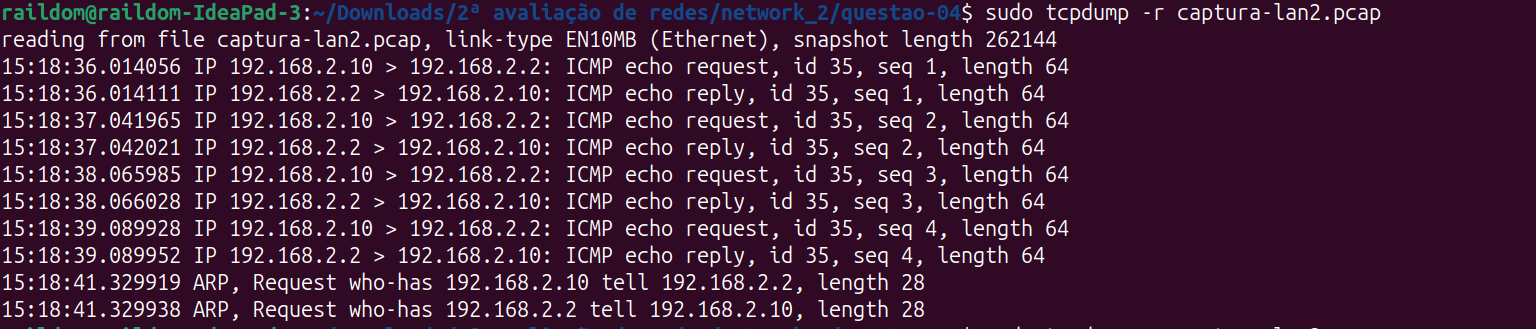 raildom@raildom-IdeaPad-3:~/Downloads/2ª avaliação de redes/network_2/questao-04$ sudo tcpdump -r captura-lan2.pcap
reading from file captura-lan2.pcap, link-type EN10MB (Ethernet), snapshot length 262144
15:18:36.014056 IP 192.168.2.10 > 192.168.2.2: ICMP echo request, id 35, seq 1, length 64
15:18:36.014111 IP 192.168.2.2 > 192.168.2.10: ICMP echo reply, id 35, seq 1, length 64
15:18:37.041965 IP 192.168.2.10 > 192.168.2.2: ICMP echo request, id 35, seq 2, length 64
15:18:37.042021 IP 192.168.2.2 > 192.168.2.10: ICMP echo reply, id 35, seq 2, length 64
15:18:38.065985 IP 192.168.2.10 > 192.168.2.2: ICMP echo request, id 35, seq 3, length 64
15:18:38.066028 IP 192.168.2.2 > 192.168.2.10: ICMP echo reply, id 35, seq 3, length 64
15:18:39.089928 IP 192.168.2.10 > 192.168.2.2: ICMP echo request, id 35, seq 4, length 64
15:18:39.089952 IP 192.168.2.2 > 192.168.2.10: ICMP echo reply, id 35, seq 4, length 64
15:18:41.329919 ARP, Request who-has 192.168.2.10 tell 192.168.2.2, length 28
15:18:41.329938 ARP, Request who-has 192.168.2.2 tell 192.168.2.10, length 28